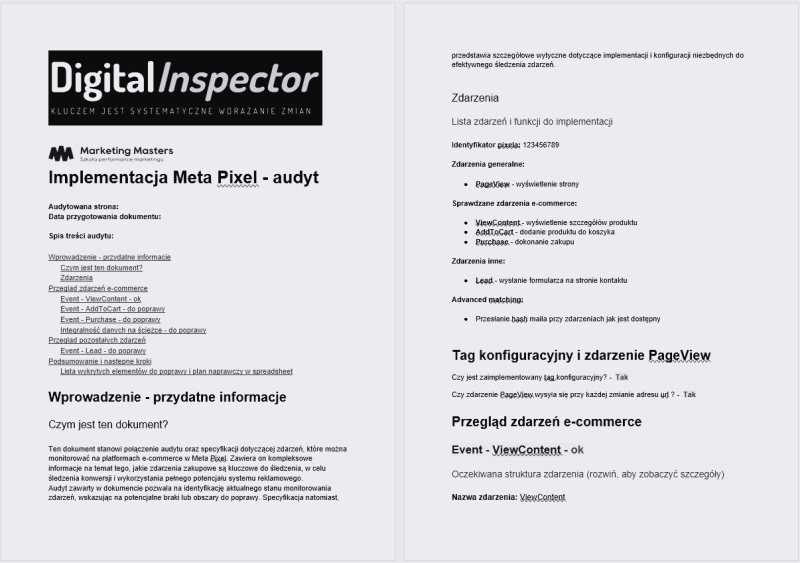 DigitalInspector
KLUCZEM JEST SYSTEMATYCZNE WDRAŻANIE ZMIAN
Marketing Masters
Szkoła performance marketingu
Implementacja Meta Pixel - audyt
Audytowana strona:
Data przygotowania dokumentu:
Spis treści audytu:
Wprowadzenie - przydatne informacje
Czym jest ten dokument?
Zdarzenia
Przegląd zdarzeń e-commerce
Event - ViewContent - ok
Event - AddToCart - do poprawy
Event - Purchase - do poprawy
Integralność danych na ścieżce - do poprawy
Przegląd pozostałych zdarzeń
Event - Lead - do poprawy
Podsumowanie i następne kroki
Lista wykrytych elementów do poprawy i plan naprawczy w spreadsheet
Wprowadzenie - przydatne informacje
Czym jest ten dokument?
Ten dokument stanowi połączenie audytu oraz specyfikacji dotyczącej zdarzeń, które można
monitorować na platformach e-commerce w Meta Pixel. Zawiera on kompleksowe
informacje na temat tego, jakie zdarzenia zakupowe są kluczowe do śledzenia, w celu
śledzenia konwersji i wykorzystania pełnego potencjału systemu reklamowego.
Audyt zawarty w dokumencie pozwala na identyfikację aktualnego stanu monitorowania
zdarzeń, wskazując na potencjalne braki lub obszary do poprawy. Specyfikacja natomiast,
przedstawia szczegółowe wytyczne dotyczące implementacji i konfiguracji niezbędnych do
efektywnego śledzenia zdarzeń.
Zdarzenia
Lista zdarzeń i funkcji do implementacji
Identyfikator pixela: 123456789
Zdarzenia generalne:
PageView - wyświetlenie strony
Sprawdzane zdarzenia e-commerce:
ViewContent - wyświetlenie szczegółów produktu
AddToCart - dodanie produktu do koszyka
Purchase - dokonanie zakupu
Zdarzenia inne:
Lead - wysłanie formularza na stronie kontaktu
Advanced matching:
Przesłanie hash maila przy zdarzeniach jak jest dostępny
Tag konfiguracyjny i zdarzenie PageView
Czy jest zaimplementowany tag konfiguracyjny? - Tak
Czy zdarzenie PageView wysyła się przy każdej zmianie adresu url ? - Tak
Przegląd zdarzeń e-commerce
Event - ViewContent - ok
Oczekiwana struktura zdarzenia (rozwiń, aby zobaczyć szczegóły)
Nazwa zdarzenia: ViewContent